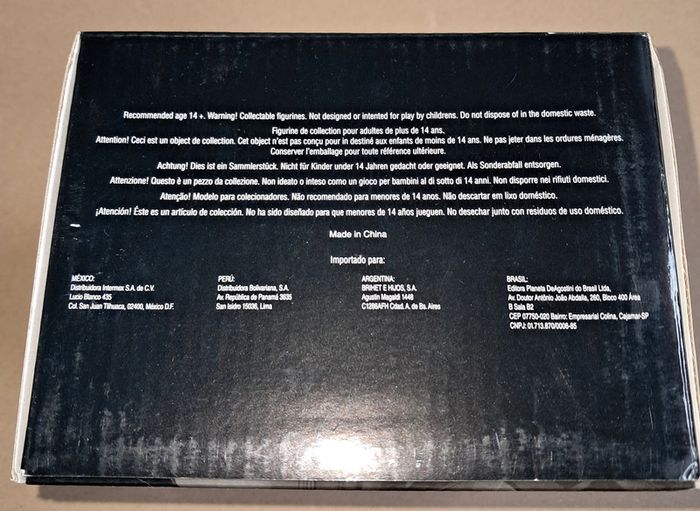 Recommended age 14 +. Warning! Collectable figurines. Not designed or intented for play by childrens. Do not dispose of in the domestic waste.
Figurine de collection pour adultes de plus de 14 ans.
Attention! Ceci est un object de collection. Cet object n'est pas conçu pour in destiné aux enfants de moins de 14 ans. Ne pas jeter dans les ordures ménagères.
Conserver l'emballage pour toute référence ultérieure.
Achtung! Dies ist ein Sammlerstück. Nicht für Kinder under 14 Jahren gedacht oder geeignet. Als Sonderabfall entsorgen.
Attenzione! Questo è un pezzo da collezione. Non ideato o inteso como un gioco per bambini al di sotto di 14 anni. Non disporre nei rifiuti domestici.
Atenção! Modelo para colecionadores. Não recomendado para menores de 14 anos. Não descartar em lixo doméstico.
¡Atención! Éste es un artículo de colección. No ha sido diseñado para que menores de 14 años jueguen. No desechar junto con residuos de uso doméstico.
Made in China
Importado para:
MÉXICO:
Distribuidora Intermex S.A. de C.V.
Lucio Blanco 435
Col. San Juan Tlihuaca, 02400, México D.F.
PERÚ:
Distribuidora Bolivariana, S.A.
Av. República de Panamá 3635
San Isidro 15036, Lima
ARGENTINA:
BRIHET E HIJOS, S.A.
Agustin Magaldi 1448
C1286AFH Cdad. A. de Bs. Aires
BRASIL:
Editora Planeta DeAgostini do Brasil Ltda,
Av. Doutor Antônio João Abdalla, 260, Bloco 400 Área
B Sala B2
CEP 07750-020 Bairro: Empresarial Colina, Cajamar-SP
CNPJ: 01.713.870/0006-85